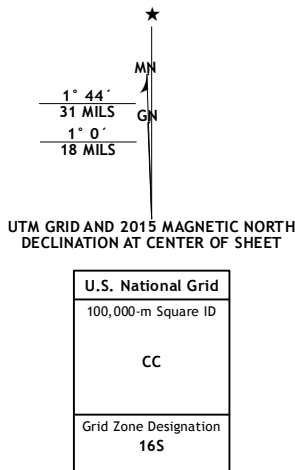 ★
MN
1° 44´
31 MILS
GN
1° 0´
18 MILS
UTM GRID AND 2015 MAGNETIC NORTH
DECLINATION AT CENTER OF SHEET
U.S. National Grid
100,000-m Square ID
CC
Grid Zone Designation
16S